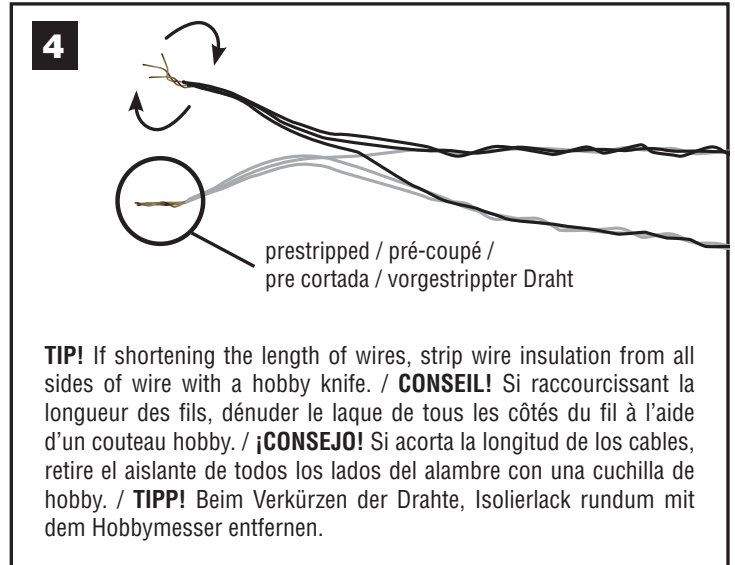 4
prestripped / pré-coupé /
pre cortada / vorgestrippter Draht
TIP! If shortening the length of wires, strip wire insulation from all
sides of wire with a hobby knife. / CONSEIL! Si raccourcissant la
longueur des fils, dénuder le laque de tous les côtés du fil à l'aide
d'un couteau hobby. / ¡CONSEJO! Si acorta la longitud de los cables,
retire el aislante de todos los lados del alambre con una cuchilla de
hobby. / TIPP! Beim Verkürzen der Drahte, Isolierlack rundum mit
dem Hobbymesser entfernen.